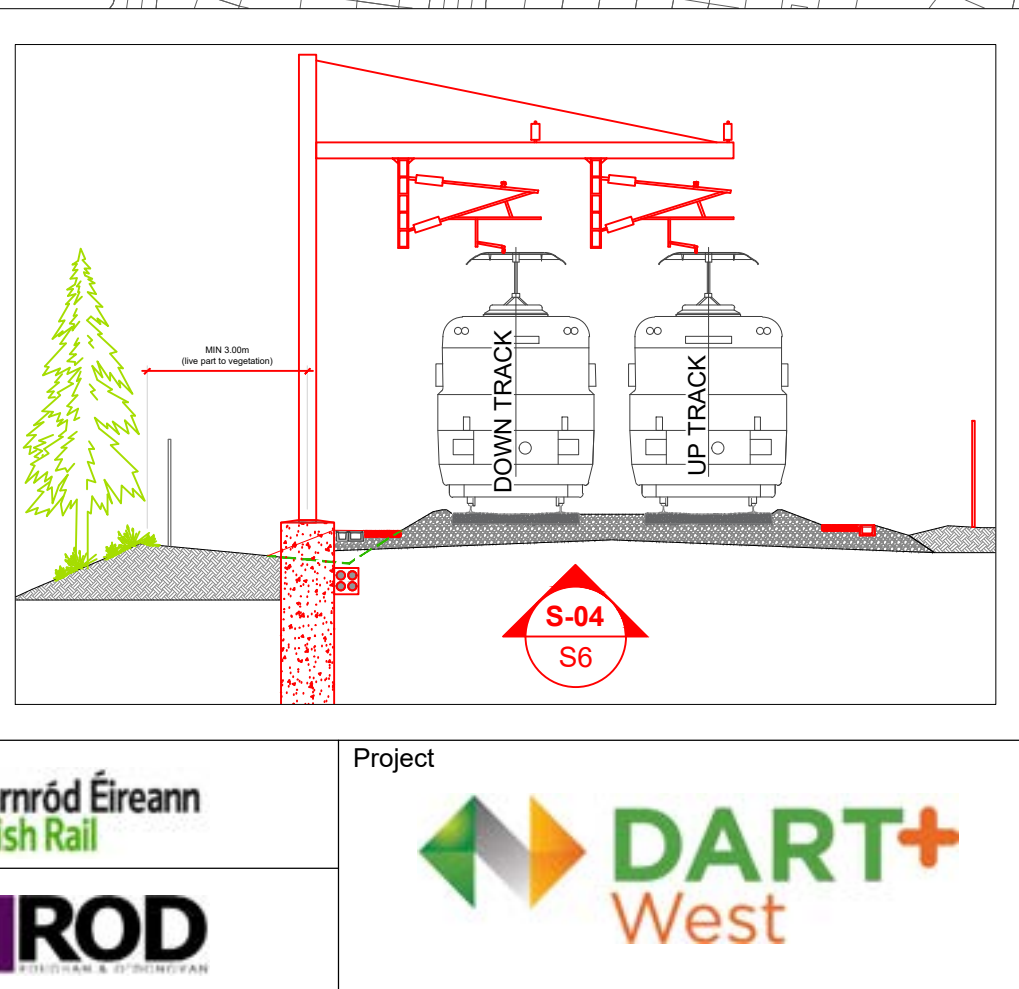 MIN 3.00m
(live part to vegetation)
DOWN TRACK
UP TRACK
S-04
S6
Project
rnród Éireann
ish Rail
DART+
West
ROD